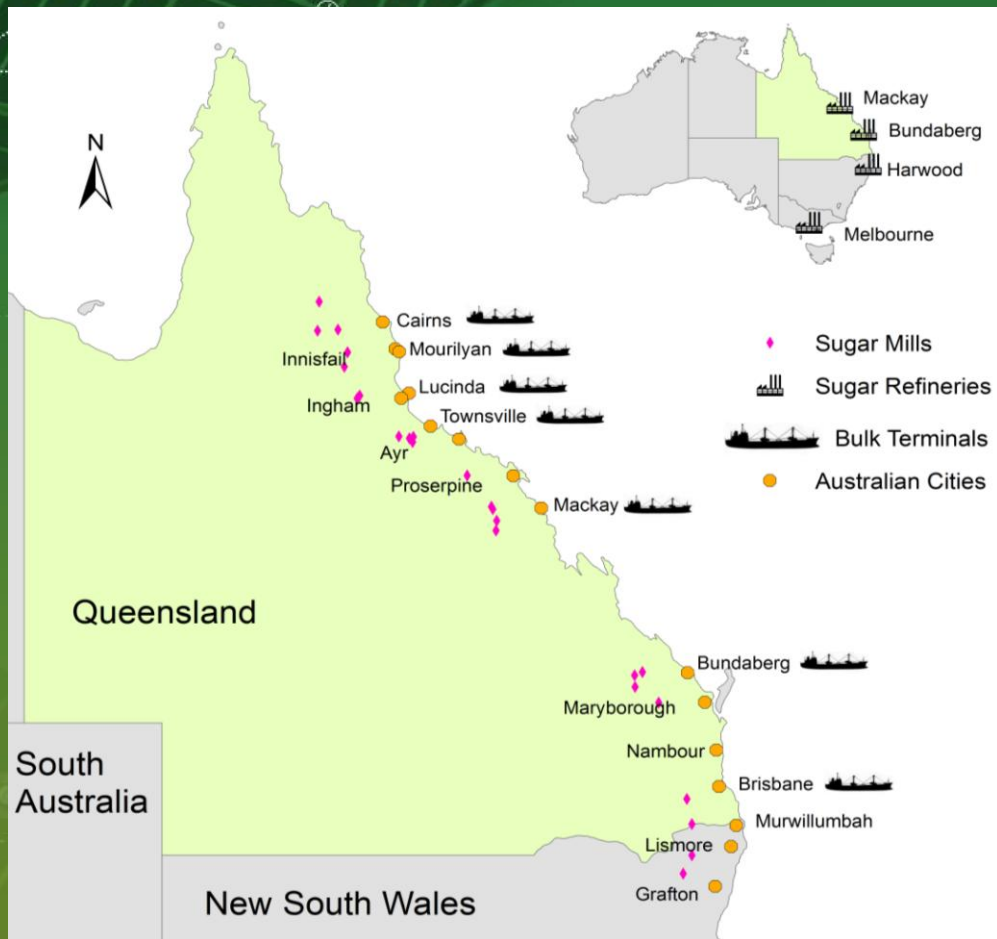 N
Mackay
Bundaberg
Harwood
Melbourne
Cairns
Mourilyan
Innisfail
Lucinda
Ingham
Townsville
Ayr
Proserpine
Mackay
Sugar Mills
Sugar Refineries
Bulk Terminals
Australian Cities
Queensland
Bundaberg
Maryborough
Nambour
South
Australia
Brisbane
Murwillumbah
Lismore
Grafton
New South Wales